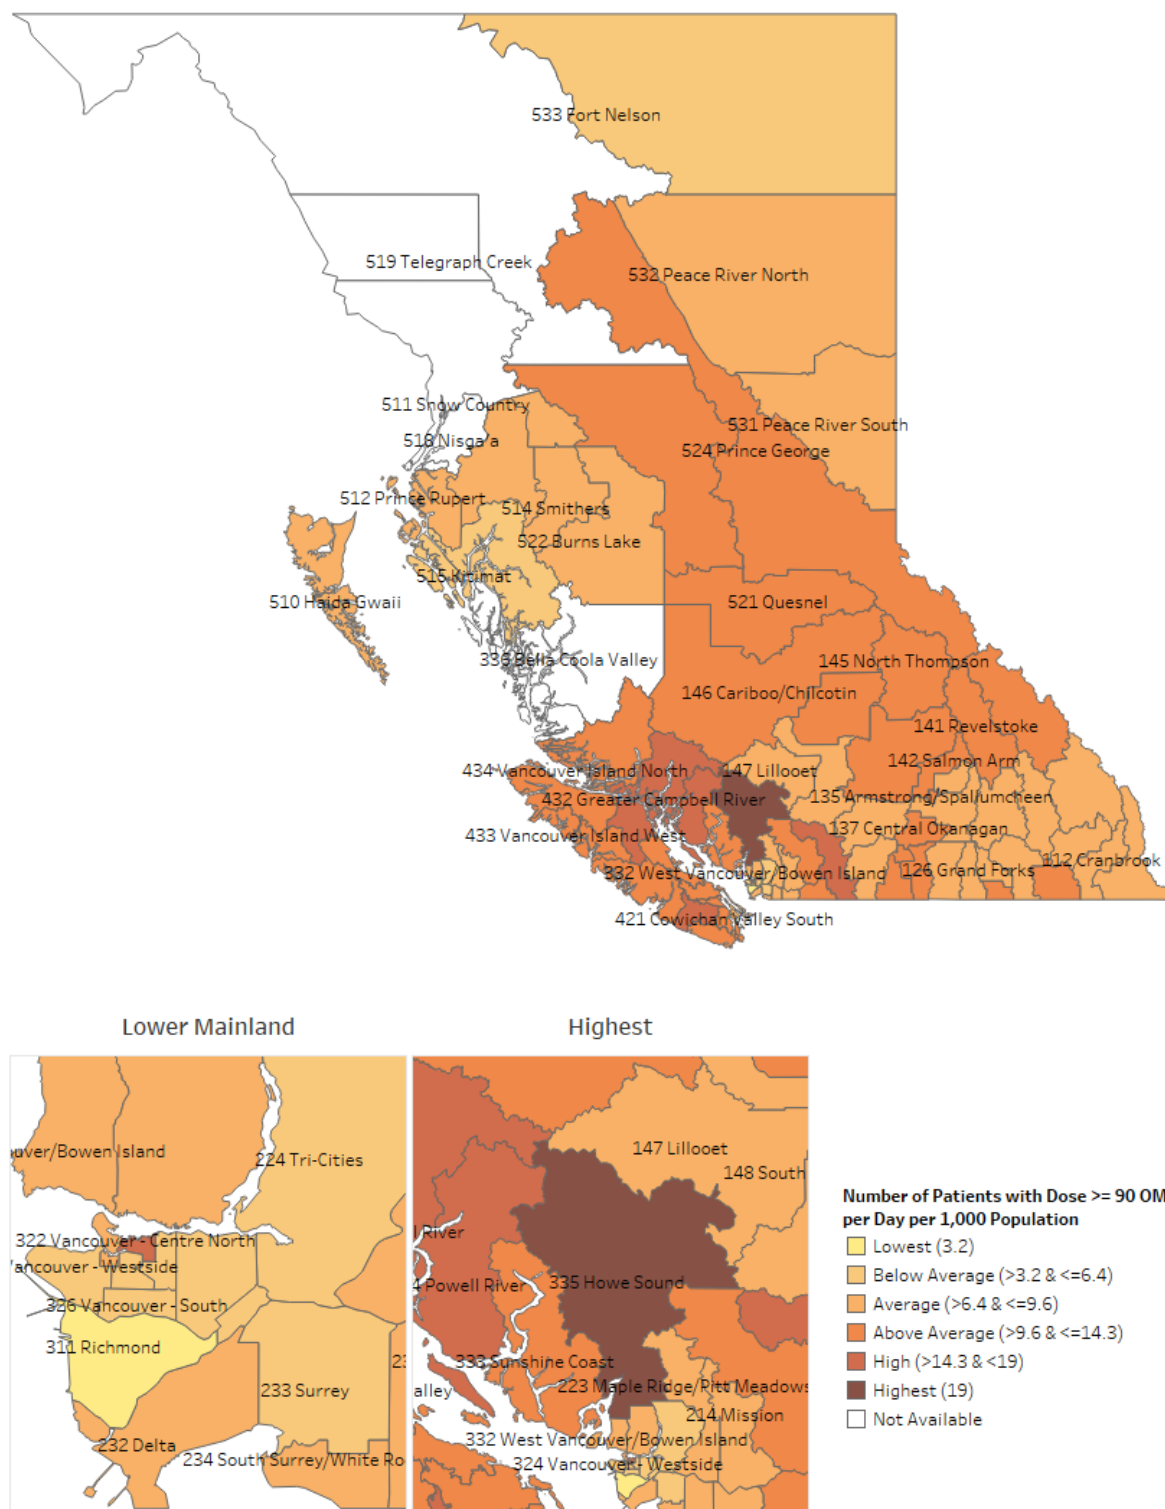 533 Fort Nelson
519 Telegraph Creek
532 Peace River North
511 Snow Country
531 Peace River South
518 Nisga'a
524 Prince George
512 Prince Rupert
514 Smithers
522 Burns Lake
515 Kitimat
510 Haida Gwaii
521 Quesnel
336 Bella Coola Valley
145 North Thompson
146 Cariboo/Chilcotin
141 Revelstoke
142 Salmon Arm
434 Vancouver Island North
147 Lillooet
432 Greater Campbell River
135 Armstrong/Spallumcheen
433 Vancouver Island West
137 Central Okanagan
112 Cranbrook
332 West Vancouver/Bowen Island
126 Grand Forks
421 Cowichan Valley South
Lower Mainland
Highest
uver/Bowen Island
224 Tri-Cities
322 Vancouver - Centre North
Vancouver - Westside
326 Vancouver - South
311 Richmond
233 Surrey
23
232 Delta
234 South Surrey/White Ro
147 Lillooet
148 South
l River
4 Powell River
335 Howe Sound
333 Sunshine Coast
alley
223 Maple Ridge/Pitt Meadows
214 Mission
332 West Vancouver/Bowen Island
324 Vancouver - Westside
Number of Patients with Dose >= 90 OM
per Day per 1,000 Population
Lowest (3.2)
Below Average (>3.2 & <=6.4)
Average (>6.4 & <=9.6)
Above Average (>9.6 & <=14.3)
High (>14.3 & <19)
Highest (19)
Not Available